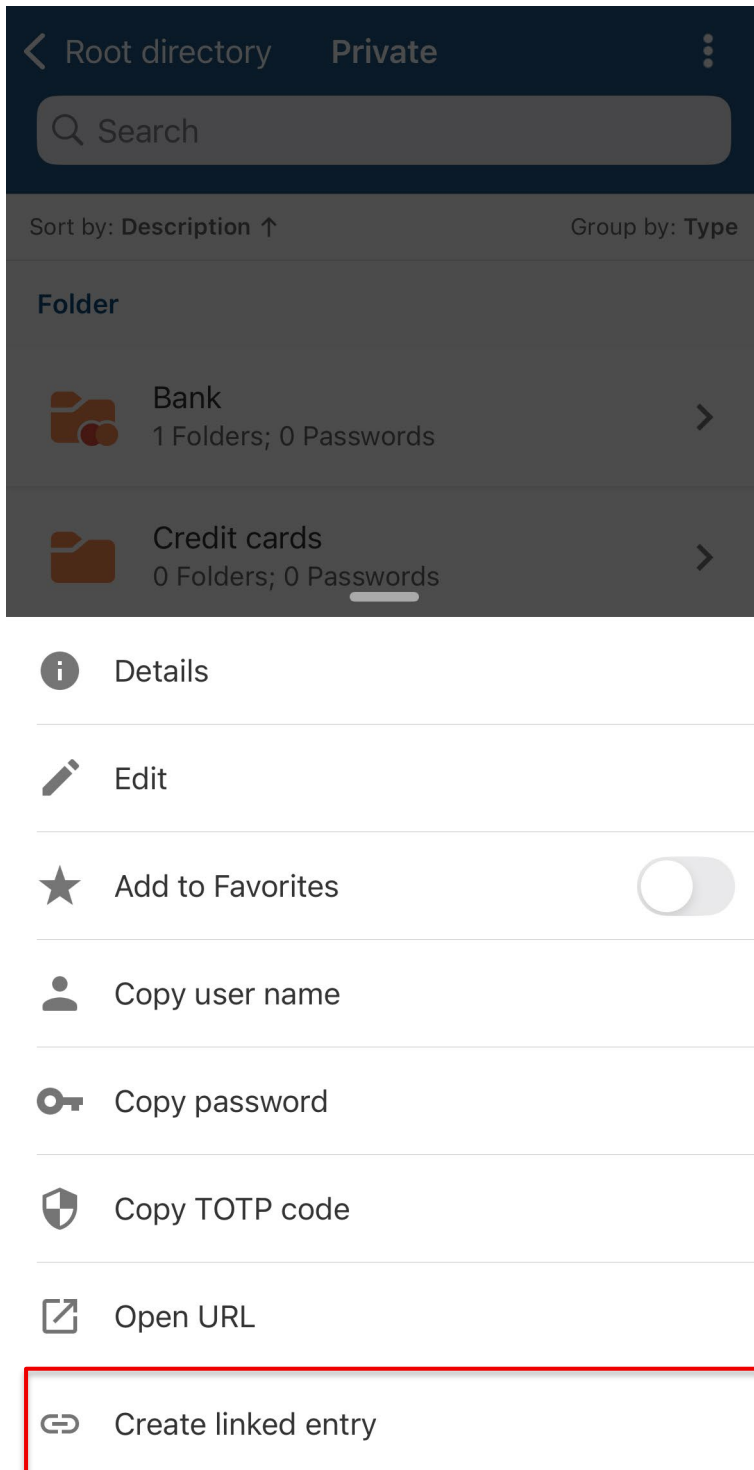 Root directory Private
Search
Sort by: Description ↑ Group by: Type
Folder
Bank
1 Folders; 0 Passwords
Credit cards
0 Folders; 0 Passwords
Details
Edit
Add to Favorites
Copy user name
Copy password
Copy TOTP code
Open URL
Create linked entry